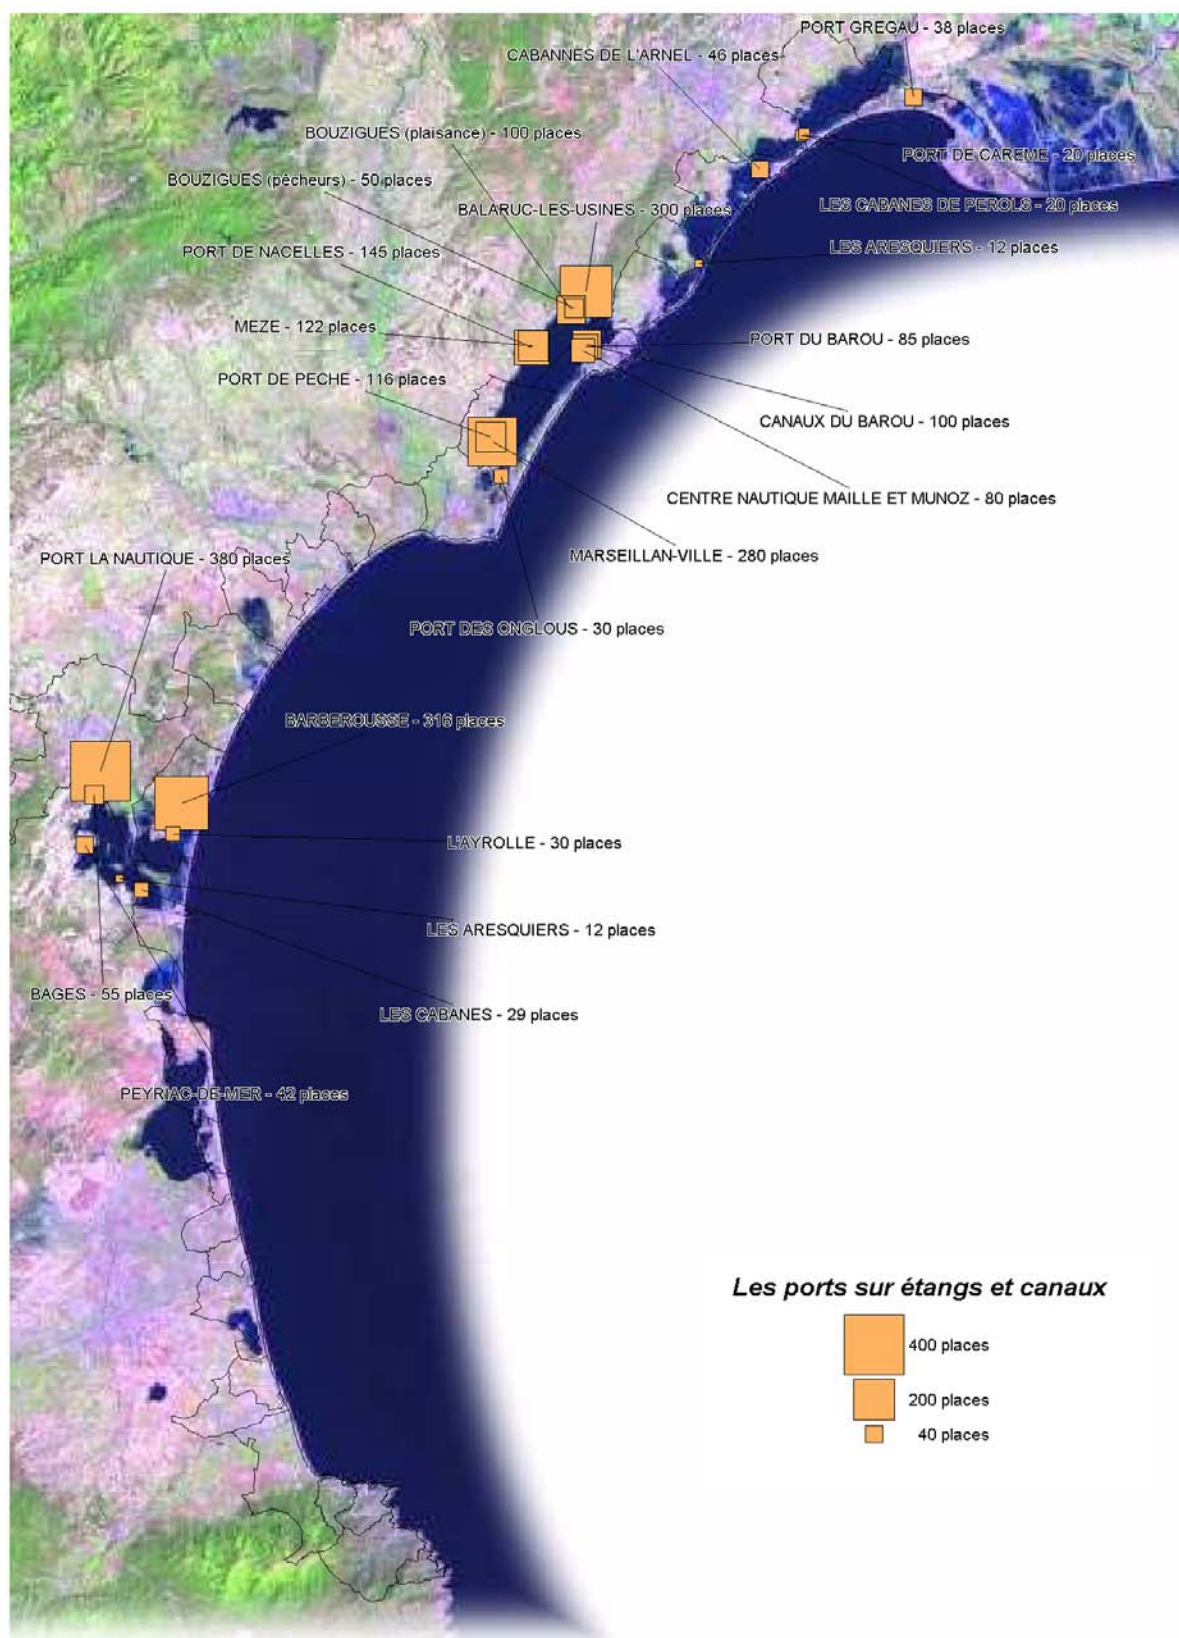 PORT GREGAU - 38 places
CABANNES DE L'ARNEL - 46 places
BOUZIGUES (plaisance) - 100 places
PORT DE CAREME - 20 places
BOUZIGUES (pêcheurs) - 50 places
LES CABANES DE PEROLS - 20 places
BALARUC-LES-USINES - 300 places
LES ARESQUIERS - 12 places
PORT DE NACELLES - 145 places
MEZE - 122 places
PORT DU BAROU - 85 places
PORT DE PECHE - 116 places
CANAUX DU BAROU - 100 places
CENTRE NAUTIQUE MAILLE ET MUNOZ - 80 places
MARSEILLAN-VILLE - 280 places
PORT LA NAUTIQUE - 380 places
PORT DES ONGLOUS - 30 places
BARBEROUSSE - 316 places
L'AYROLLE - 30 places
LES ARESQUIERS - 12 places
BAGES - 55 places
LES CABANES - 29 places
PEYRIAC-DE-MER - 42 places
Les ports sur étangs et canaux
400 places
200 places
40 places